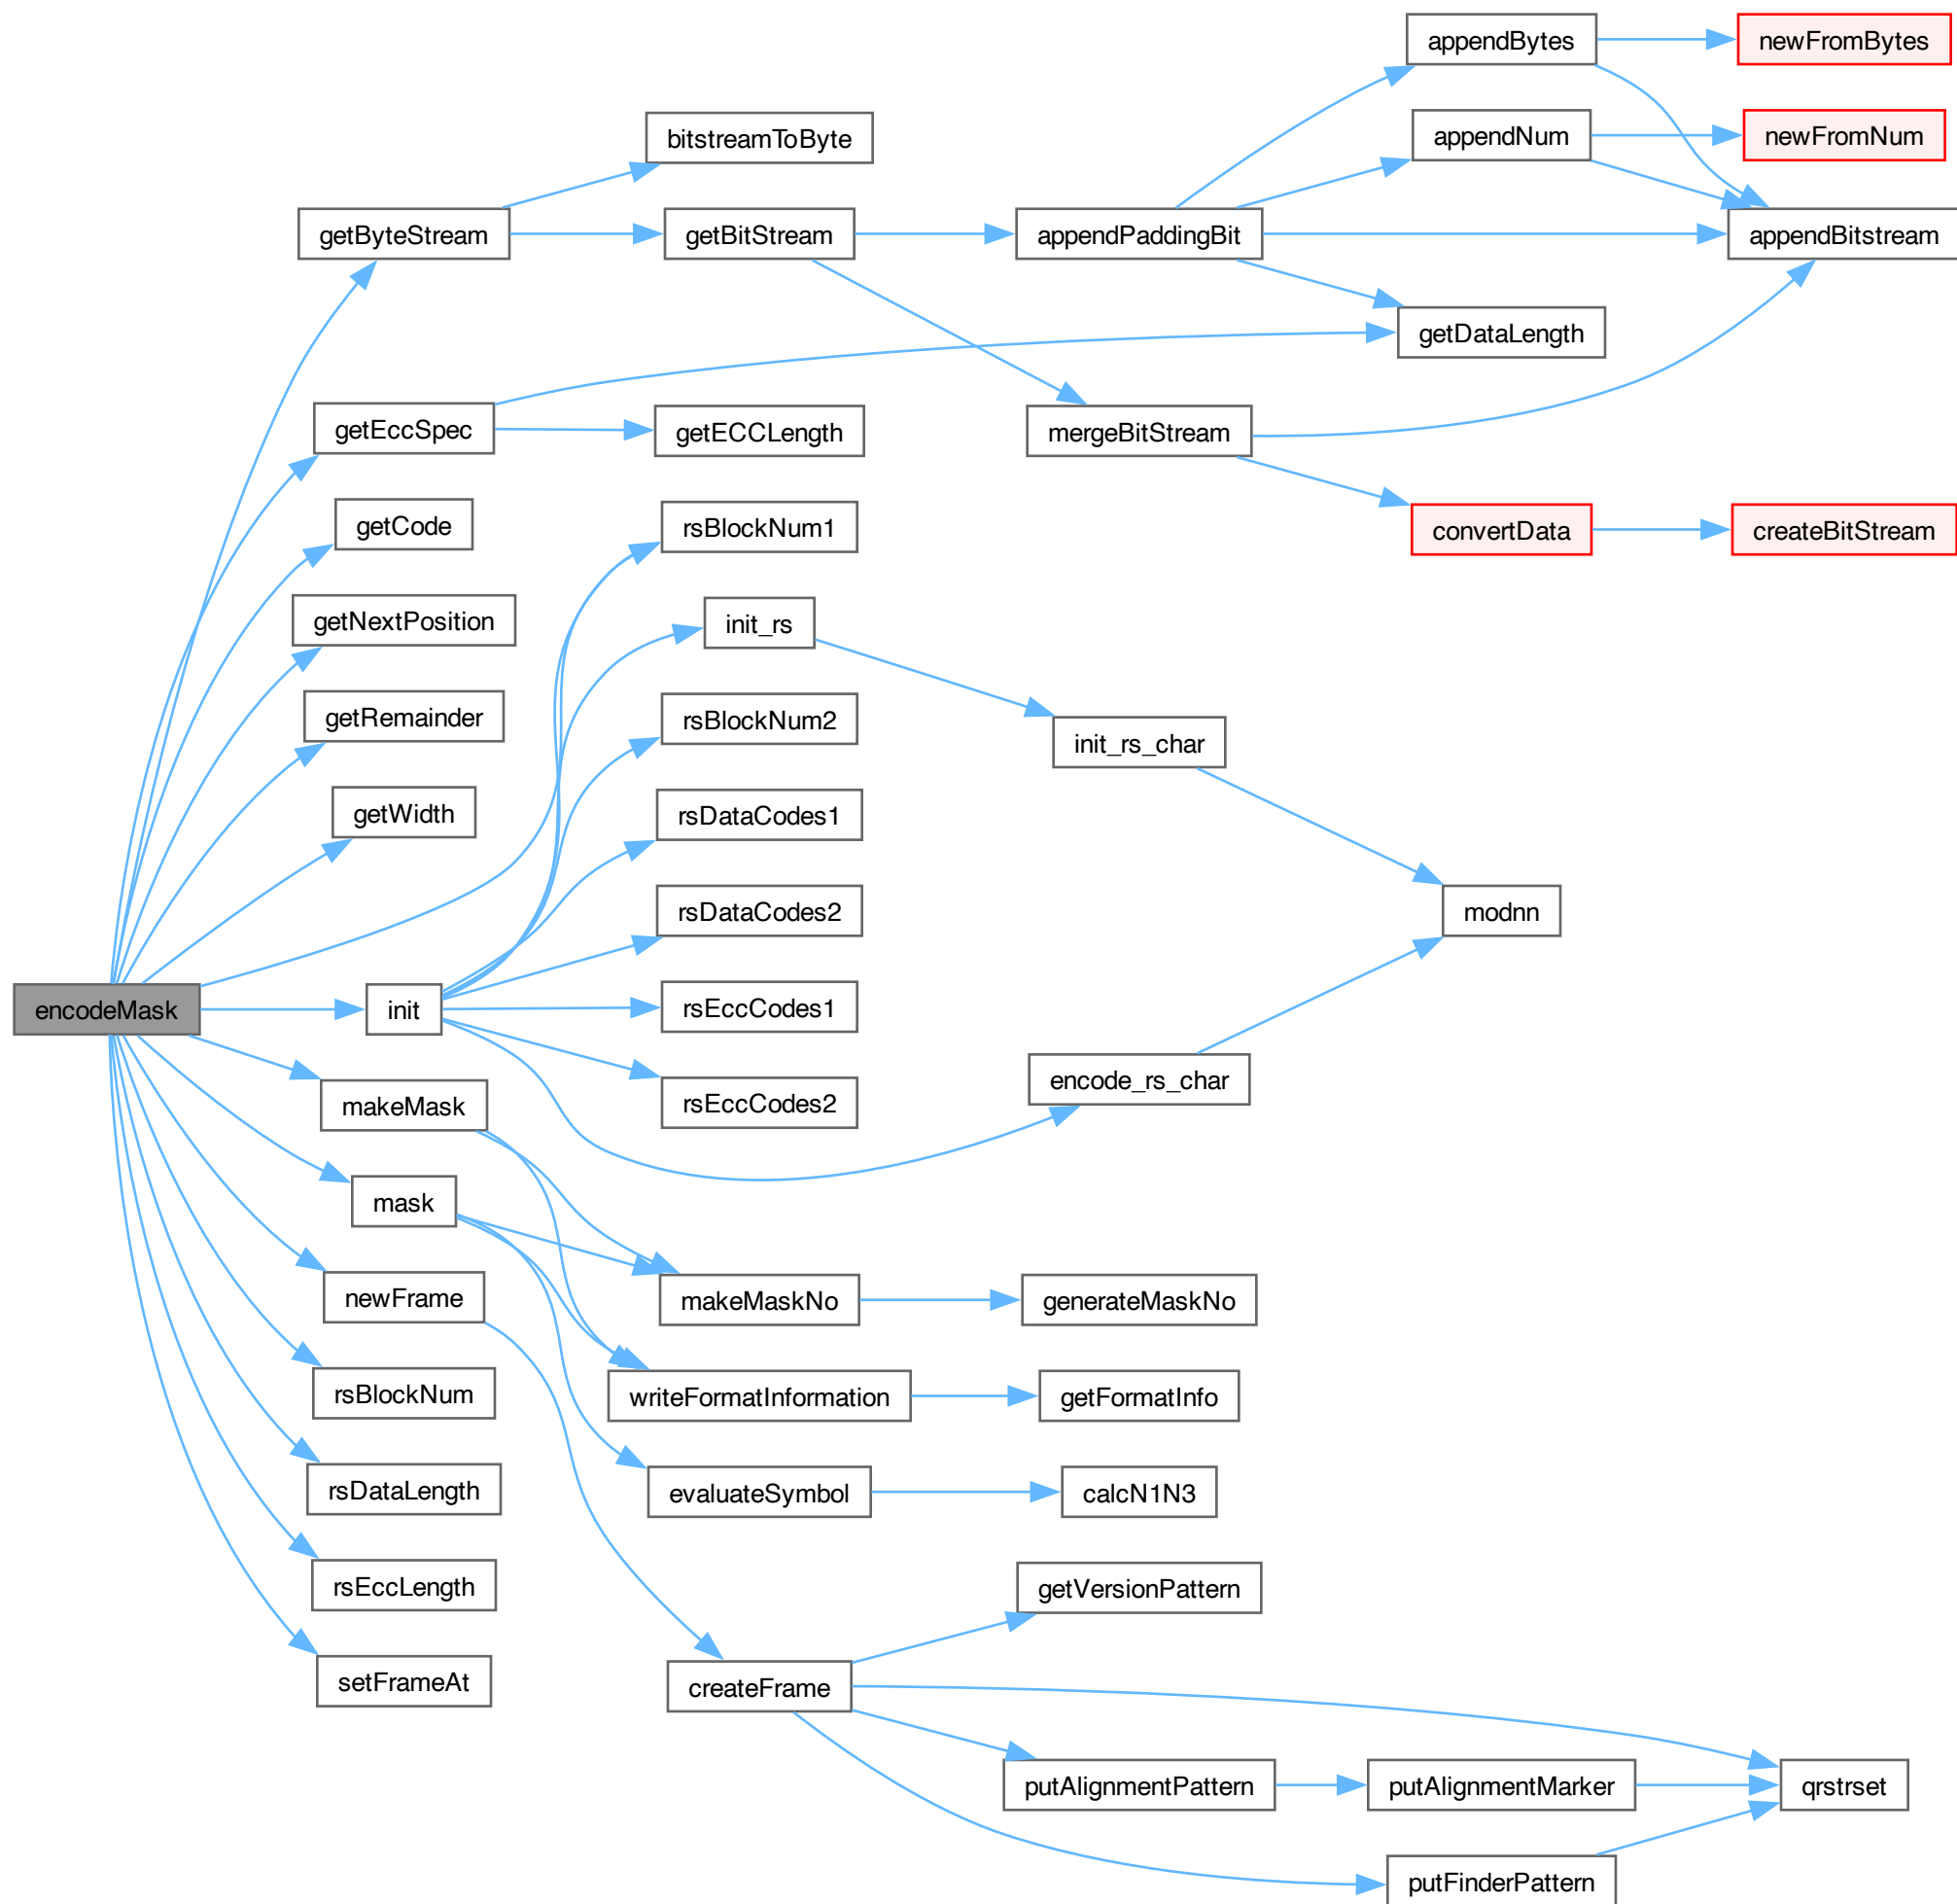 appendBytes
newFromBytes
bitstreamToByte
appendNum
newFromNum
getByteStream
getBitStream
appendPaddingBit
appendBitstream
getDataLength
getEccSpec
getECCLength
mergeBitStream
getCode
rsBlockNum1
convertData
createBitStream
getNextPosition
init_rs
getRemainder
rsBlockNum2
init_rs_char
getWidth
rsDataCodes1
rsDataCodes2
modnn
encodeMask
init
rsEccCodes1
encode_rs_char
makeMask
rsEccCodes2
mask
newFrame
makeMaskNo
generateMaskNo
rsBlockNum
writeFormatInformation
getFormatInfo
rsDataLength
evaluateSymbol
calcN1N3
rsEccLength
getVersionPattern
setFrameAt
createFrame
putAlignmentPattern
putAlignmentMarker
qrstrset
putFinderPattern